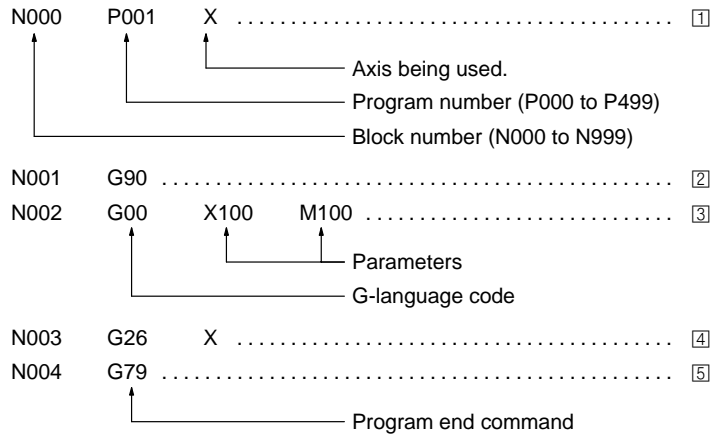 N000 P001 X ........................................ 1
Axis being used.
Program number (P000 to P499)
Block number (N000 to N999)
N001 G90 ............................................... 2
N002 G00 X100 M100 ............................ 3
Parameters
G-language code
N003 G26 X ........................................ 4
N004 G79 ............................................... 5
Program end command